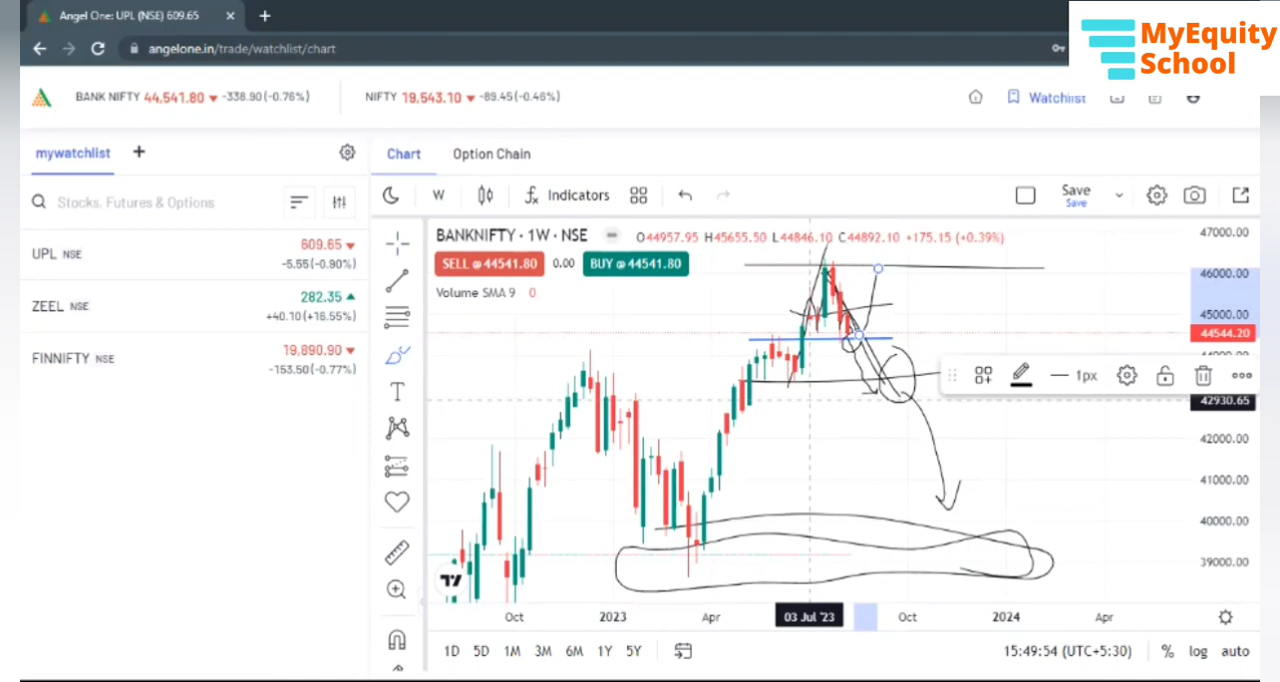 Angel One: UPL (NSE) 609.65
MyEquity
School
angelone.in/trade/watchlist/chart
BANK NIFTY 44,541.80 ▼ -338.90(-0.76%)
NIFTY 19,543.10 ▼ -89.45(-0.46%)
Watchlist
mywatchlist
Chart
Option Chain
Stocks. Futures & Options
W
Indicators
Save
Save
UPL NSE
609.65 ▼
-5.55(-0.90%)
ZEEL NSE
282.35 ▲
+40.10(+16.55%)
FINNIFTY NSE
19,890.90 ▼
-153.50(-0.77%)
BANKNIFTY · 1W · NSE
O44957.95 H45655.50 L44846.10 C44892.10 +175.15 (+0.39%)
SELL @ 44541.80 0.00 BUY @ 44541.80
Volume SMA 9 0
1px
47000.00
46000.00
45000.00
44544.20
42930.65
42000.00
41000.00
40000.00
39000.00
Oct 2023 Apr 03 Jul '23 Oct 2024 Apr
1D 5D 1M 3M 6M 1Y 5Y
15:49:54 (UTC+5:30) % log auto